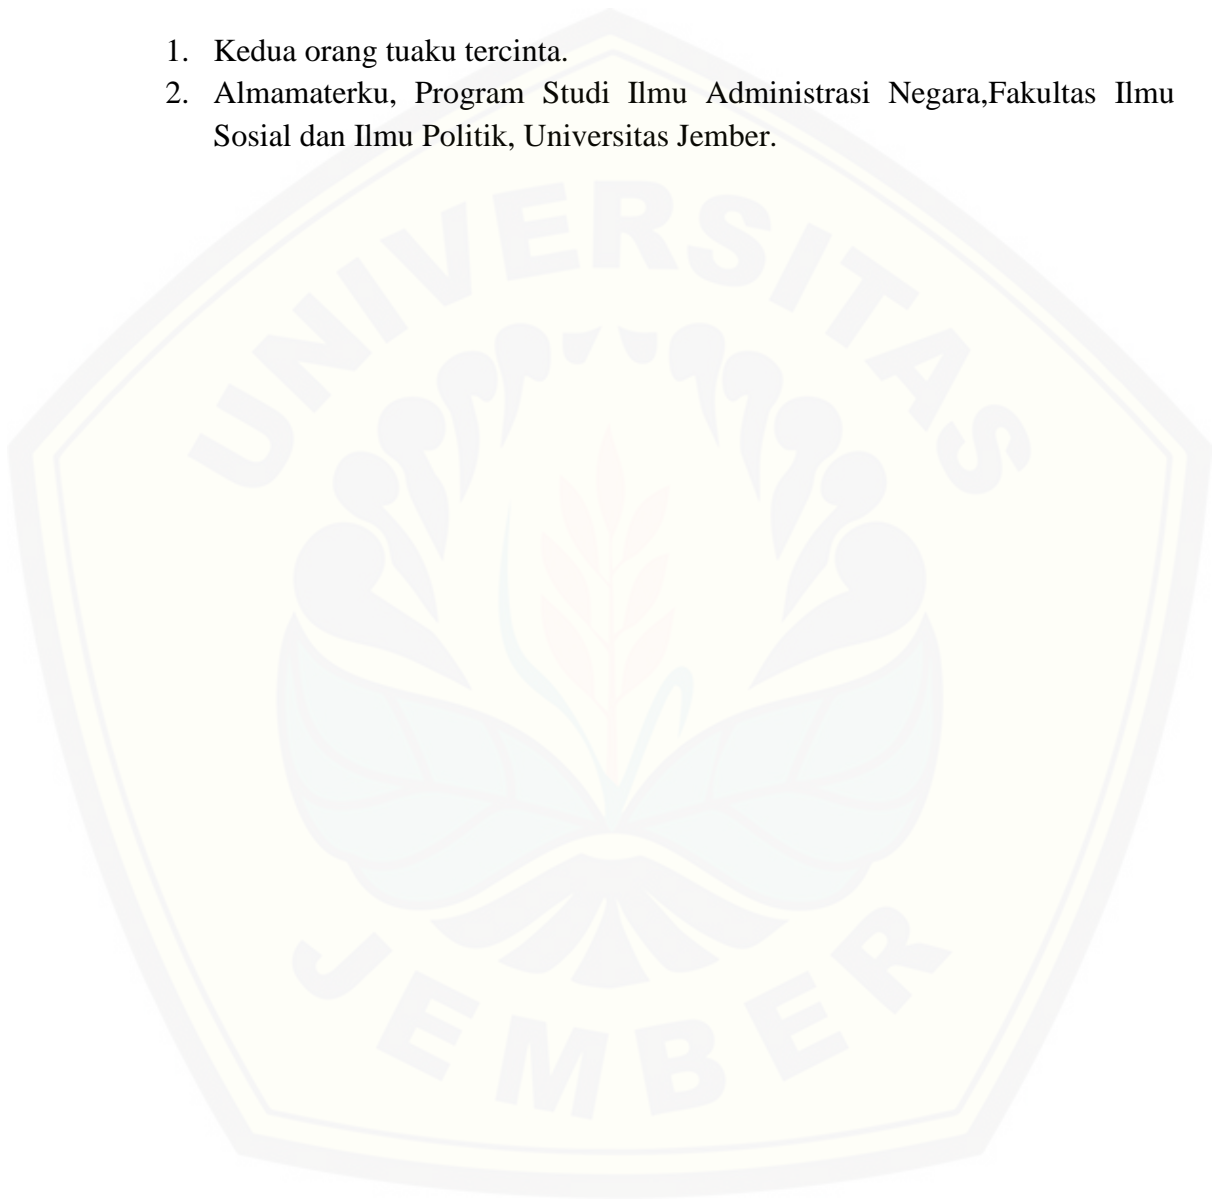 1. Kedua orang tuaku tercinta.
2. Almamaterku, Program Studi Ilmu Administrasi Negara,Fakultas Ilmu
Sosial dan Ilmu Politik, Universitas Jember.
UNIVERSITAS
JEMBER